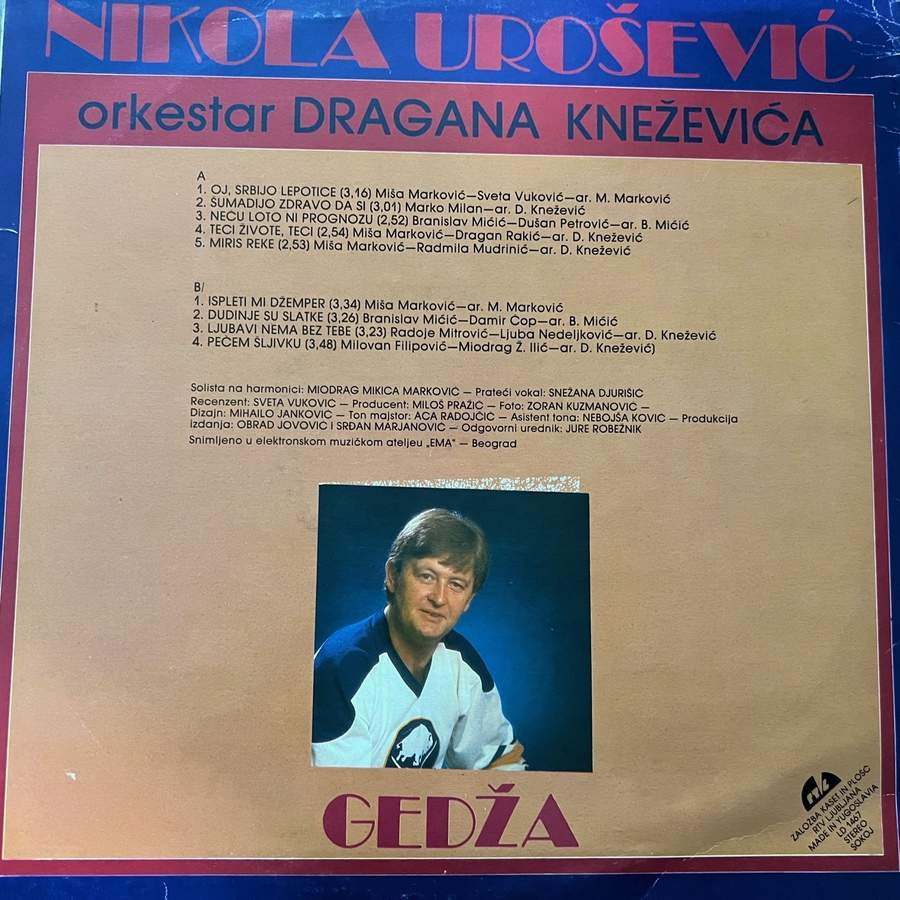 NIKOLA UROŠEVIĆ
orkestar DRAGANA KNEŽEVIĆA
A
1. OJ, SRBIJO LEPOTICE (3,16) Miša Marković—Sveta Vuković—ar. M. Marković
2. ŠUMADIJO ZDRAVO DA SI (3,01) Marko Milan—ar. D. Knežević
3. NEĆU LOTO NI PROGNOZU (2,52) Branislav Mićić—Dušan Petrović—ar. B. Mićić
4. TECI ŽIVOTE, TECI (2,54) Miša Marković—Dragan Rakić—ar. D. Knežević
5. MIRIS REKE (2,53) Miša Marković—Radmila Mudrinić—ar. D. Knežević
B/
1. ISPLETI MI DŽEMPER (3,34) Miša Marković—ar. M. Marković
2. DUDINJE SU SLATKE (3,26) Branislav Mićić—Damir Čop—ar. B. Mićić
3. LJUBAVI NEMA BEZ TEBE (3,23) Radoje Mitrović—Ljuba Nedeljković—ar. D. Knežević
4. PEČEM ŠLJIVKU (3,48) Milovan Filipović—Miodrag Ž. Ilić—ar. D. Knežević)
Solista na harmonici: MIODRAG MIKICA MARKOVIĆ — Prateći vokal: SNEŽANA DJURIŠIC
Recenzent: SVETA VUKOVIC — Producent: MILOŠ PRAŽIC — Foto: ZORAN KUZMANOVIĆ —
Dizajn: MIHAILO JANKOVIC — Ton majstor: ACA RADOJČIĆ — Asistent tona: NEBOJŠA KOVIC — Produkcija
izdanja: OBRAD JOVOVIC I SRĐAN MARJANOVIĆ — Odgovorni urednik: JURE ROBEŽNIK
Snimljeno u elektronskom muzičkom ateljeu „EMA" — Beograd
GEDŽA
ZALOŽBA KASET IN PLOŠČ
RTV LJUBLJANA
MADE IN YUGOSLAVIA
LD 1467
STEREO
SOKOJ